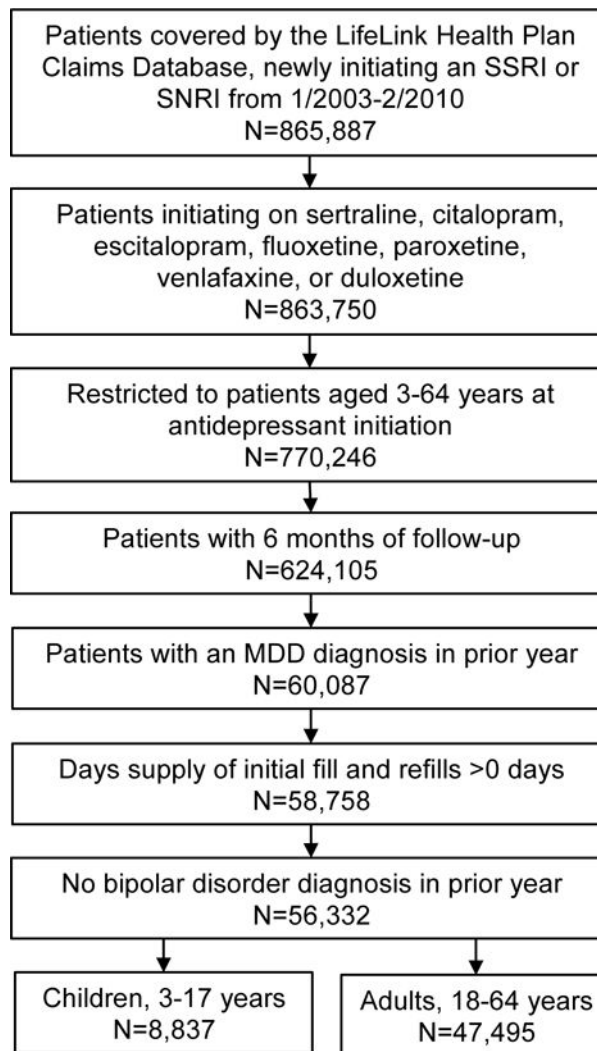 Patients covered by the LifeLink Health Plan
Claims Database, newly initiating an SSRI or
SNRI from 1/2003-2/2010
N=865,887
Patients initiating on sertraline, citalopram,
escitalopram, fluoxetine, paroxetine,
venlafaxine, or duloxetine
N=863,750
Restricted to patients aged 3-64 years at
antidepressant initiation
N=770,246
Patients with 6 months of follow-up
N=624,105
Patients with an MDD diagnosis in prior year
N=60,087
Days supply of initial fill and refills >0 days
N=58,758
No bipolar disorder diagnosis in prior year
N=56,332
Children, 3-17 years
N=8,837
Adults, 18-64 years
N=47,495